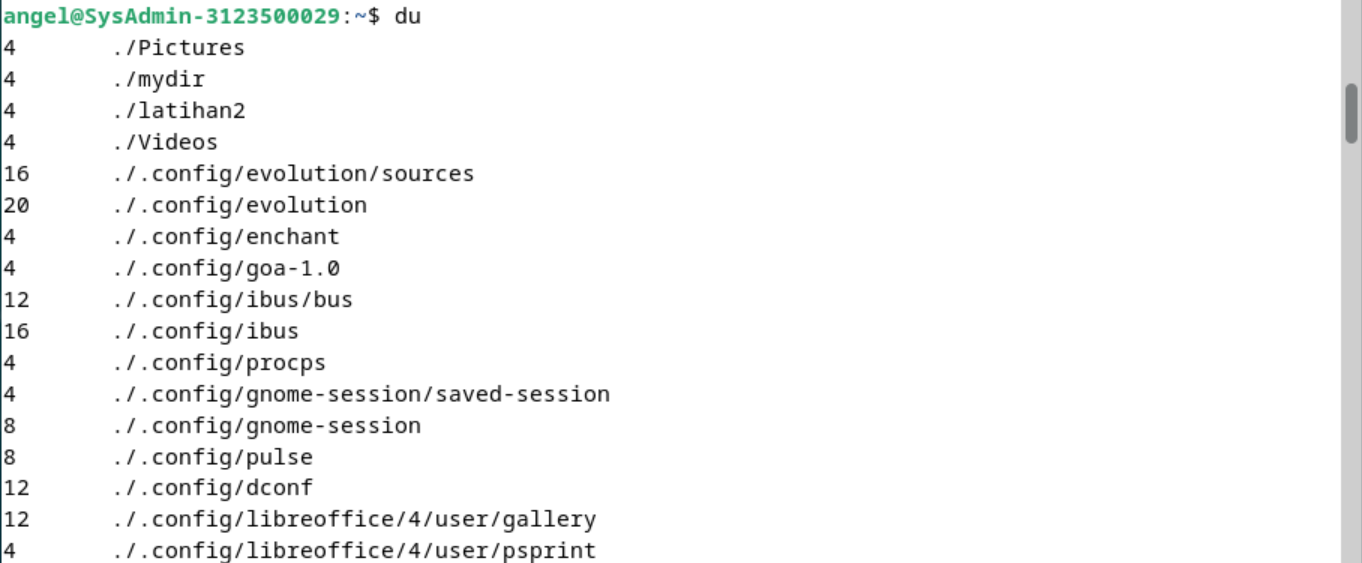 angel@SysAdmin-3123500029:~$ du
4 ./Pictures
4 ./mydir
4 ./latihan2
4 ./Videos
16 ./.config/evolution/sources
20 ./.config/evolution
4 ./.config/enchant
4 ./.config/goa-1.0
12 ./.config/ibus/bus
16 ./.config/ibus
4 ./.config/procps
4 ./.config/gnome-session/saved-session
8 ./.config/gnome-session
8 ./.config/pulse
12 ./.config/dconf
12 ./.config/libreoffice/4/user/gallery
4 ./.config/libreoffice/4/user/psprint